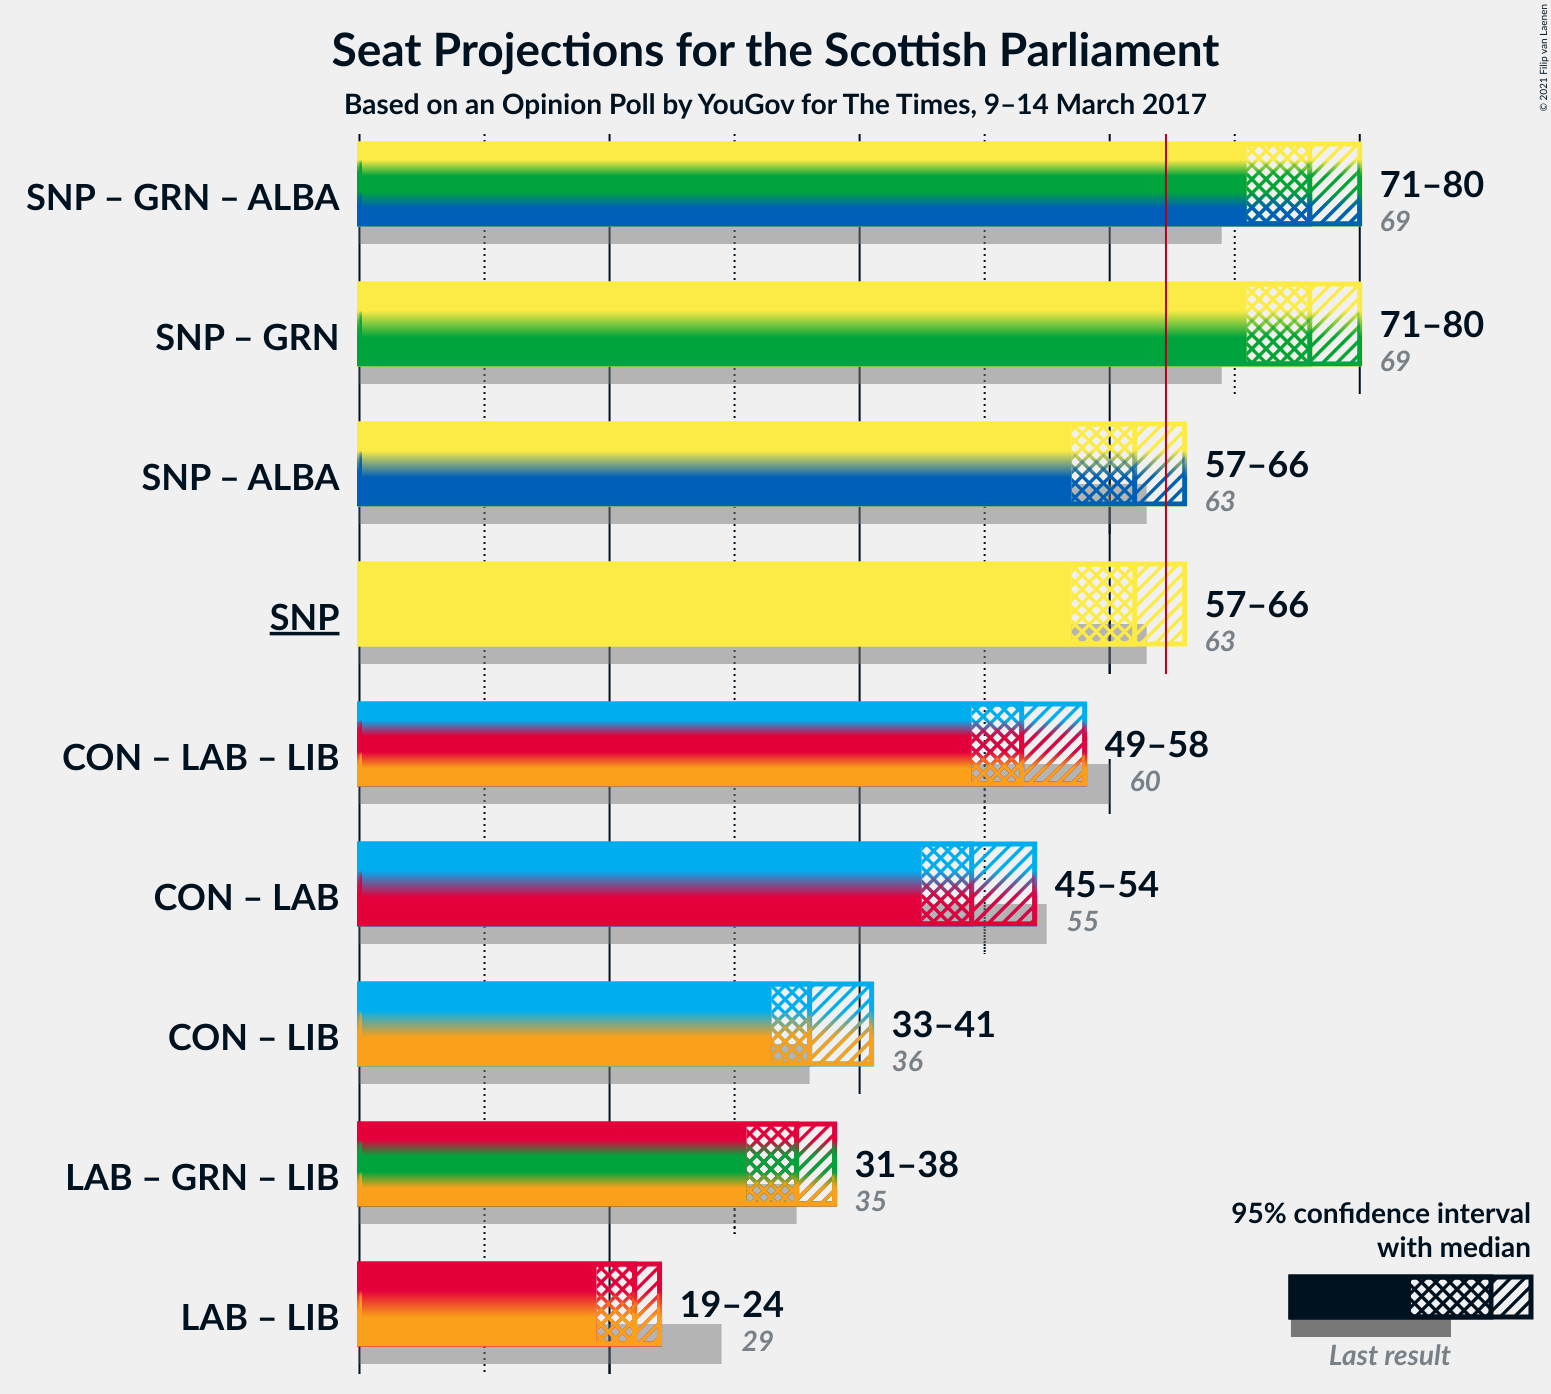 Seat Projections for the Scottish Parliament
Based on an Opinion Poll by YouGov for The Times, 9–14 March 2017
© 2021 Filip van Laenen
SNP – GRN – ALBA
71–80
69
SNP – GRN
71–80
69
SNP – ALBA
57–66
63
SNP
57–66
63
CON – LAB – LIB
49–58
60
CON – LAB
45–54
55
CON – LIB
33–41
36
LAB – GRN – LIB
31–38
35
LAB – LIB
19–24
29
95% confidence interval
with median
Last result